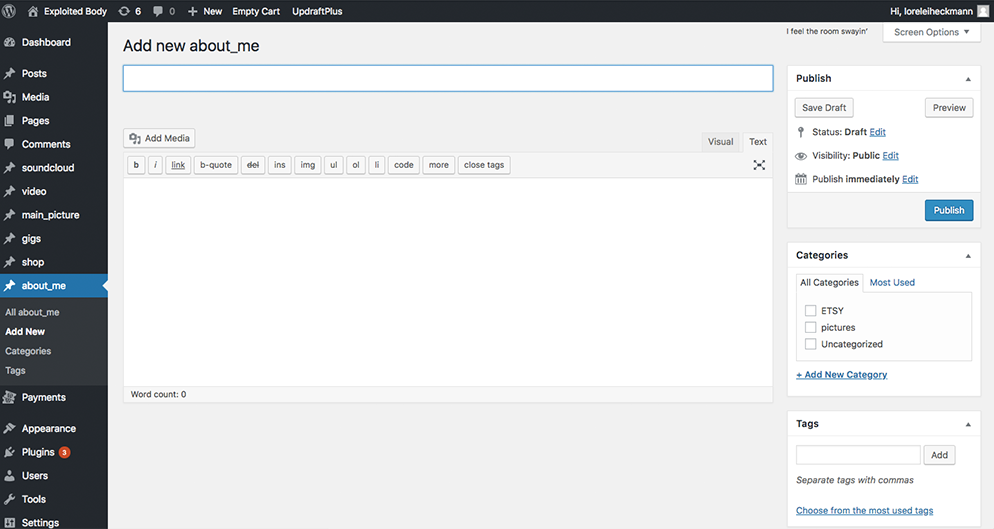 Exploited Body 6 0 New Empty Cart UpdraftPlus Hi, loreleiheckmann
Dashboard
Posts
Media
Pages
Comments
soundcloud
video
main_picture
gigs
shop
about_me
All about_me
Add New
Categories
Tags
Payments
Appearance
Plugins 3
Users
Tools
Settings
I feel the room swayin'
Screen Options
Add new about_me
Add Media
Visual Text
b i link b-quote del ins img ul ol li code more close tags
Word count: 0
Publish
Save Draft Preview
Status: Draft Edit
Visibility: Public Edit
Publish immediately Edit
Publish
Categories
All Categories Most Used
ETSY
pictures
Uncategorized
+ Add New Category
Tags
Add
Separate tags with commas
Choose from the most used tags